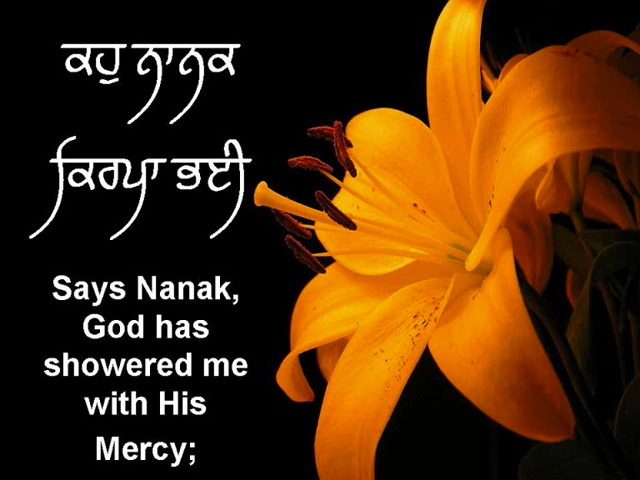 ਕਹੁ ਨਾਨਕ
ਕਿਰਪਾ ਭਈ
Says Nanak,
God has
showered me
with His
Mercy;